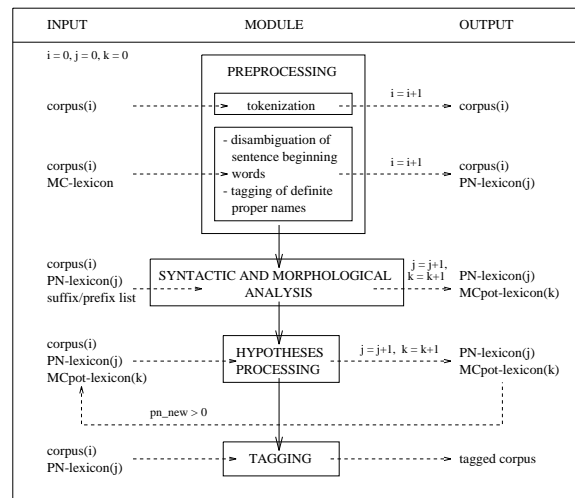 INPUT MODULE OUTPUT
i = 0, j = 0, k = 0
PREPROCESSING
corpus(i) tokenization i = i+1 corpus(i)
- disambiguation of
sentence beginning
words
- tagging of definite
proper names
corpus(i)
MC-lexicon
i = i+1
corpus(i)
PN-lexicon(j)
corpus(i)
PN-lexicon(j)
suffix/prefix list
SYNTACTIC AND MORPHOLOGICAL
ANALYSIS
j = j+1,
k = k+1
PN-lexicon(j)
MCpot-lexicon(k)
corpus(i)
PN-lexicon(j)
MCpot-lexicon(k)
HYPOTHESES
PROCESSING
j = j+1, k = k+1
PN-lexicon(j)
MCpot-lexicon(k)
pn_new > 0
corpus(i)
PN-lexicon(j)
TAGGING
tagged corpus